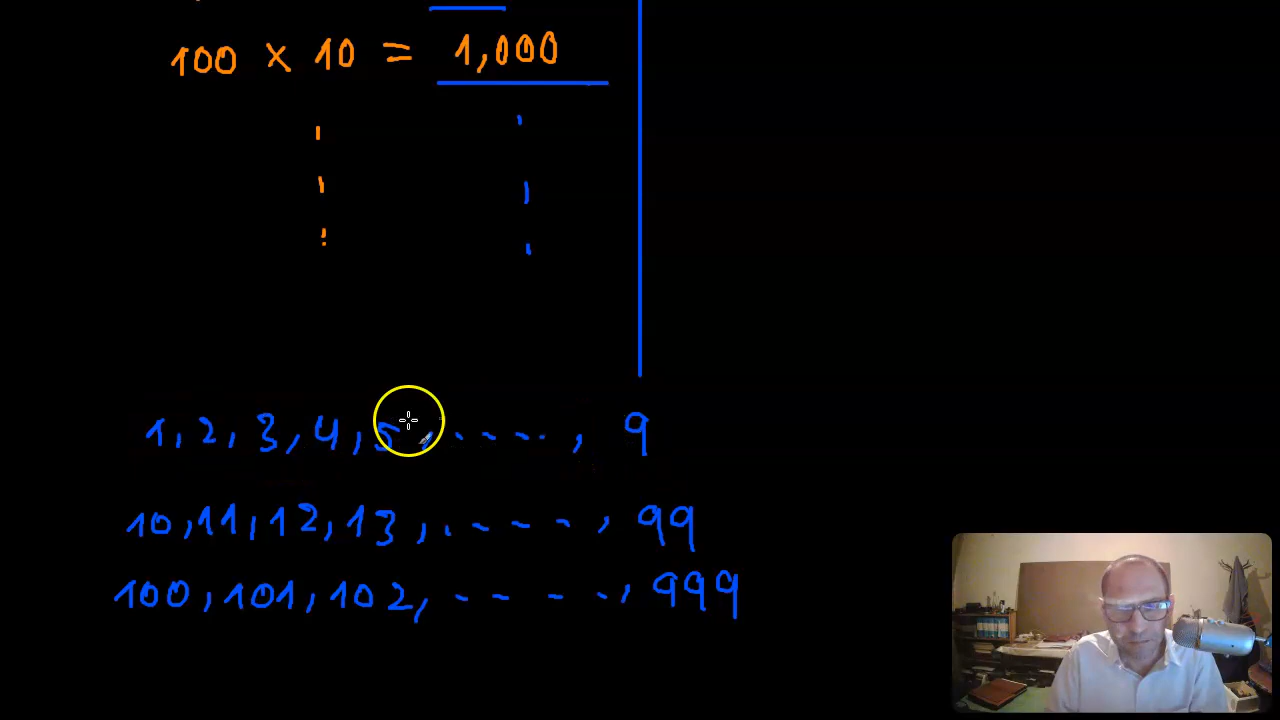 100 × 10 = 1,000
1, 2, 3, 4, 5, ....., 9
10, 11, 12, 13, ....., 99
100, 101, 102, ....., 999